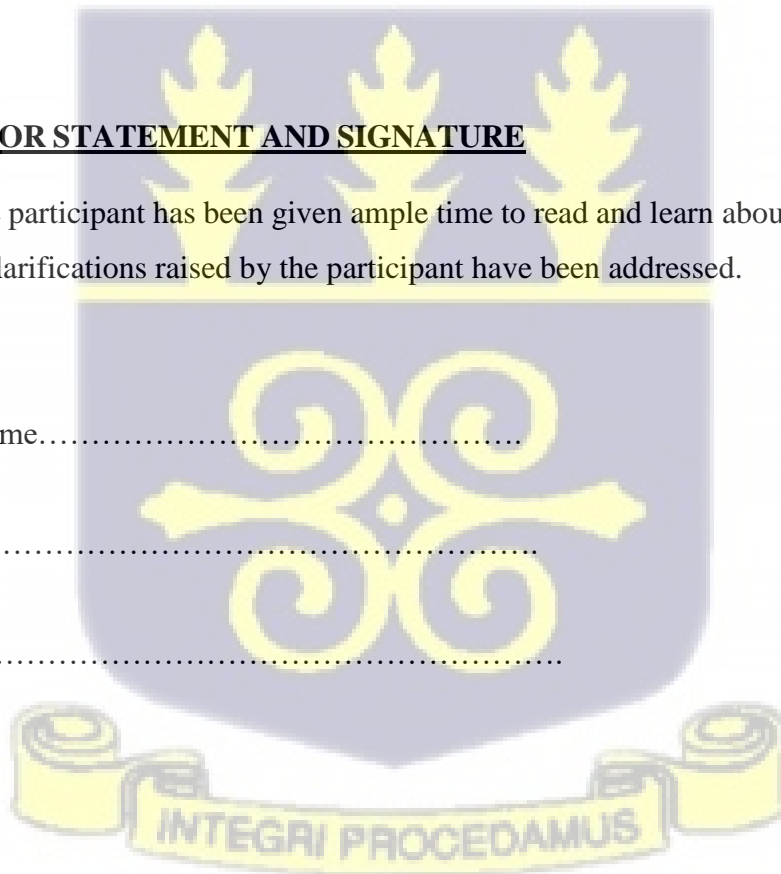 OR STATEMENT AND SIGNATURE
participant has been given ample time to read and learn abou
larifications raised by the participant have been addressed.
me……………………………………………….
…………………………………………………….
……………………………………………………….
INTEGRI PROCEDAMUS